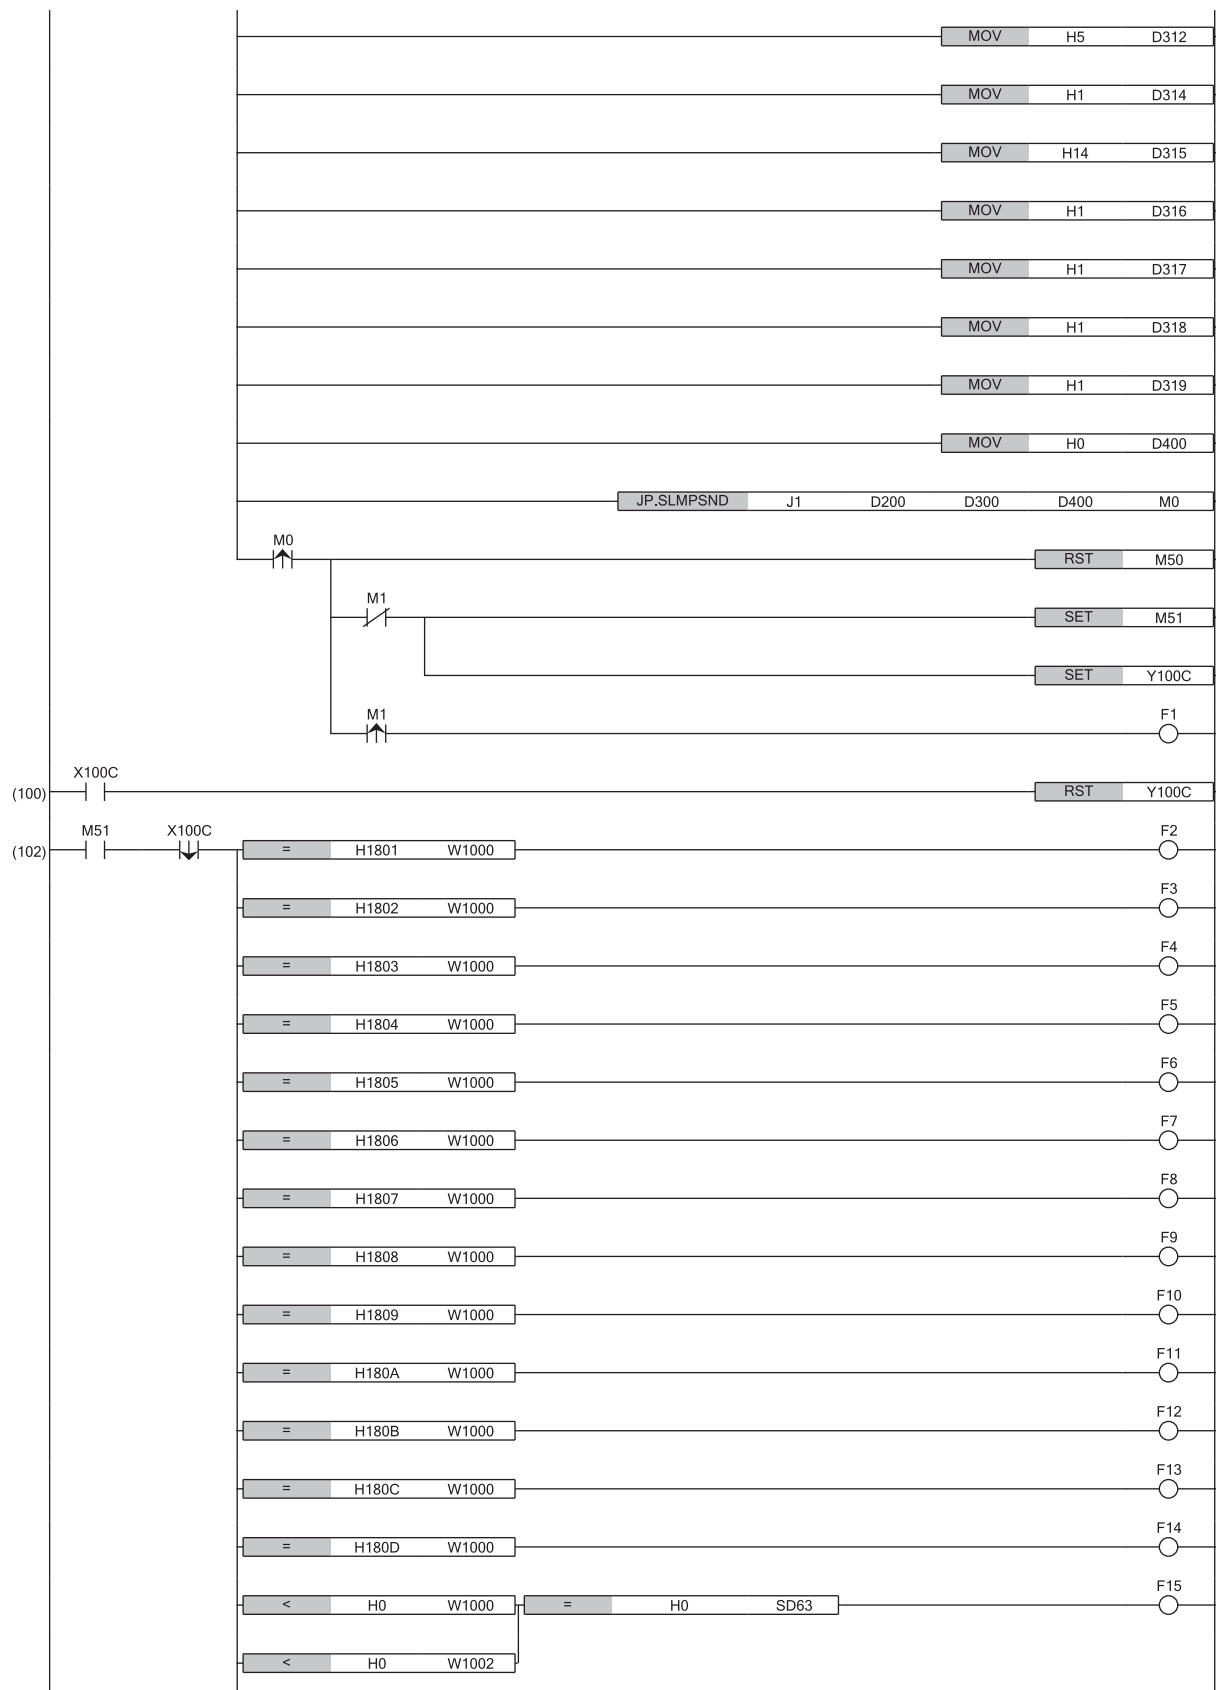 MOV H5 D312
MOV H1 D314
MOV H14 D315
MOV H1 D316
MOV H1 D317
MOV H1 D318
MOV H1 D319
MOV H0 D400
JP.SLMPSND J1 D200 D300 D400 M0
M0
RST M50
M1
SET M51
SET Y100C
M1 F1
X100C
(100) RST Y100C
M51 X100C F2
(102) = H1801 W1000
F3
= H1802 W1000
F4
= H1803 W1000
F5
= H1804 W1000
F6
= H1805 W1000
F7
= H1806 W1000
F8
= H1807 W1000
F9
= H1808 W1000
F10
= H1809 W1000
F11
= H180A W1000
F12
= H180B W1000
F13
= H180C W1000
F14
= H180D W1000
F15
< H0 W1000 = H0 SD63
< H0 W1002